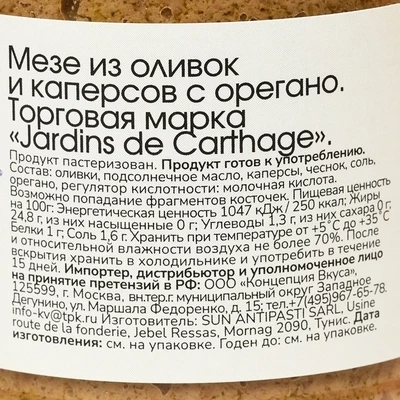 Мезе из оливок
и каперсов с орегано.
Торговая марка
«Jardins de Carthage».
Продукт пастеризован. Продукт готов к употреблению.
Состав: оливки, подсолнечное масло, каперсы, чеснок, соль,
орегано, регулятор кислотности: молочная кислота.
Возможно попадание фрагментов косточек. Пищевая ценность
на 100г: Энергетическая ценность 1047 кДж / 250 ккал; Жиры
24,8 г, из них насыщенные 0 г; Углеводы 1,3 г, из них сахара 0 г;
Белки 1 г; Соль 1,6 г. Хранить при температуре от +5°C до +35°C
и относительной влажности воздуха не более 70%. После
вскрытия хранить в холодильнике и употребить в течение
15 дней. Импортер, дистрибьютор и уполномоченное лицо
на принятие претензий в РФ: ООО «Концепция Вкуса»,
125599, г. Москва, вн.тер.г. муниципальный округ Западное
Дегунино, ул. Маршала Федоренко, д. 15; тел.+7(495)967-65-78.
info-kv@tpk.ru Изготовитель: SUN ANTIPASTI SARL, Usine
route de la fonderie, Jebel Ressas, Mornag 2090, Тунис. Дата
изготовления: см. на упаковке. Годен до: см. на упаковке.